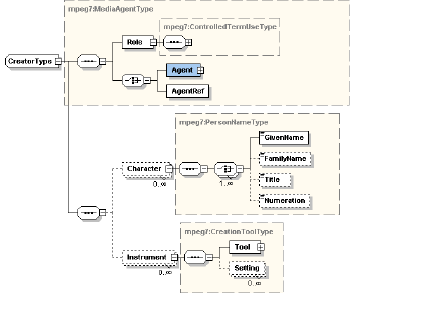 mpeg7:MediaAgentType
mpeg7:ControlledTermUseType
Role
CreatorType
Agent
AgentRef
mpeg7:PersonNameType
GivenName
FamilyName
Character
0..∞
1..∞
Title
Numeration
mpeg7:CreationToolType
Tool
Instrument
0..∞
Setting
0..∞